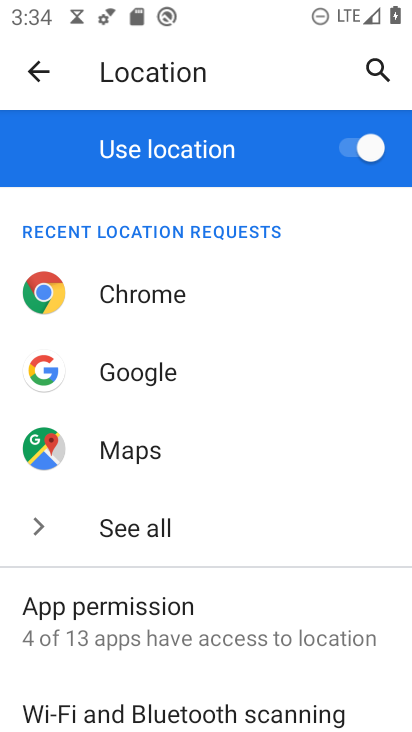 3:34 LTE
Location
Use location
RECENT LOCATION REQUESTS
Chrome
Google
Maps
See all
App permission
4 of 13 apps have access to location
Wi-Fi and Bluetooth scanning